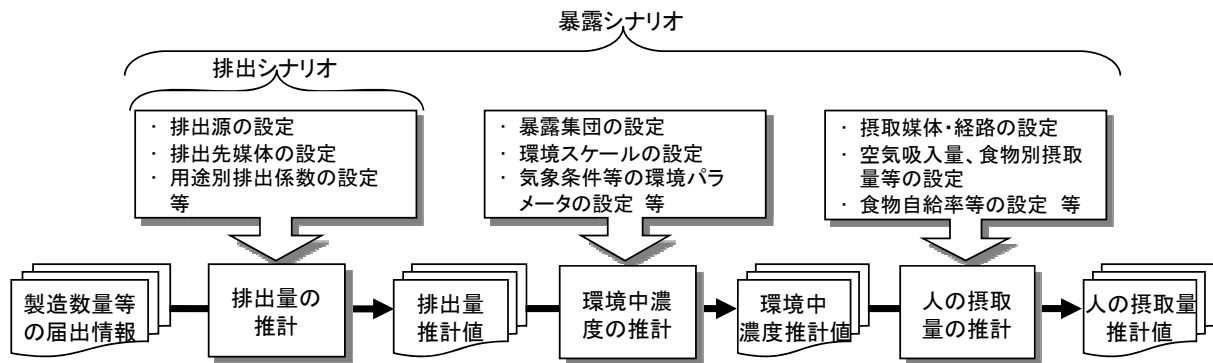 暴露シナリオ
排出シナリオ
・ 排出源の設定
・ 排出先媒体の設定
・ 用途別排出係数の設定
等
・ 暴露集団の設定
・ 環境スケールの設定
・ 気象条件等の環境パラ
メータの設定 等
・ 摂取媒体・経路の設定
・ 空気吸入量、食物別摂取
量等の設定
・ 食物自給率等の設定 等
製造数量等
の届出情報
排出量の
推計
排出量
推計値
環境中濃
度の推計
環境中
濃度推計値
人の摂取
量の推計
人の摂取量
推計値